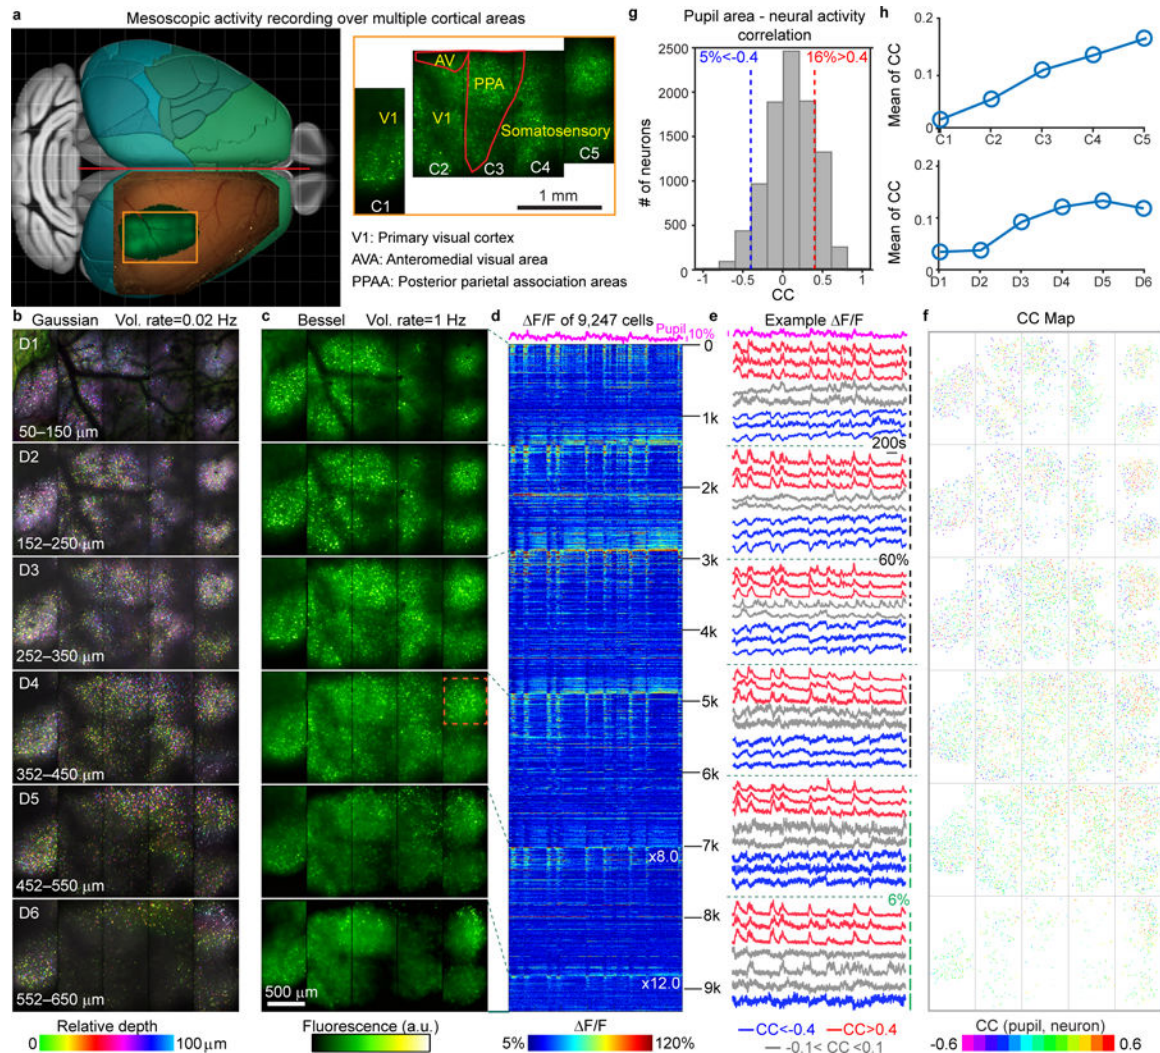 a
Mesoscopic activity recording over multiple cortical areas
V1
C1
AV
PPA
V1
Somatosensory
C2
C3
C4
C5
1 mm
V1: Primary visual cortex
AVA: Anteromedial visual area
PPAA: Posterior parietal association areas
g
Pupil area - neural activity
correlation
5%<-0.4
16%>0.4
# of neurons
2500
2000
1500
1000
500
0
-1 -0.5 0 0.5 1
CC
h
Mean of CC
0.2
0.1
0
C1 C2 C3 C4 C5
Mean of CC
0.2
0.1
0
D1 D2 D3 D4 D5 D6
b Gaussian Vol. rate=0.02 Hz
D1
50–150 μm
D2
152–250 μm
D3
252–350 μm
D4
352–450 μm
D5
452–550 μm
D6
552–650 μm
Relative depth
0 100 μm
c Bessel Vol. rate=1 Hz
500 μm
Fluorescence (a.u.)
d ΔF/F of 9,247 cells
Pupil
10%
0
1k
2k
3k
4k
5k
6k
7k
8k
9k
x8.0
x12.0
ΔF/F
5% 120%
e Example ΔF/F
200s
60%
6%
CC<-0.4 CC>0.4
-0.1< CC <0.1
f CC Map
CC (pupil, neuron)
-0.6 0.6